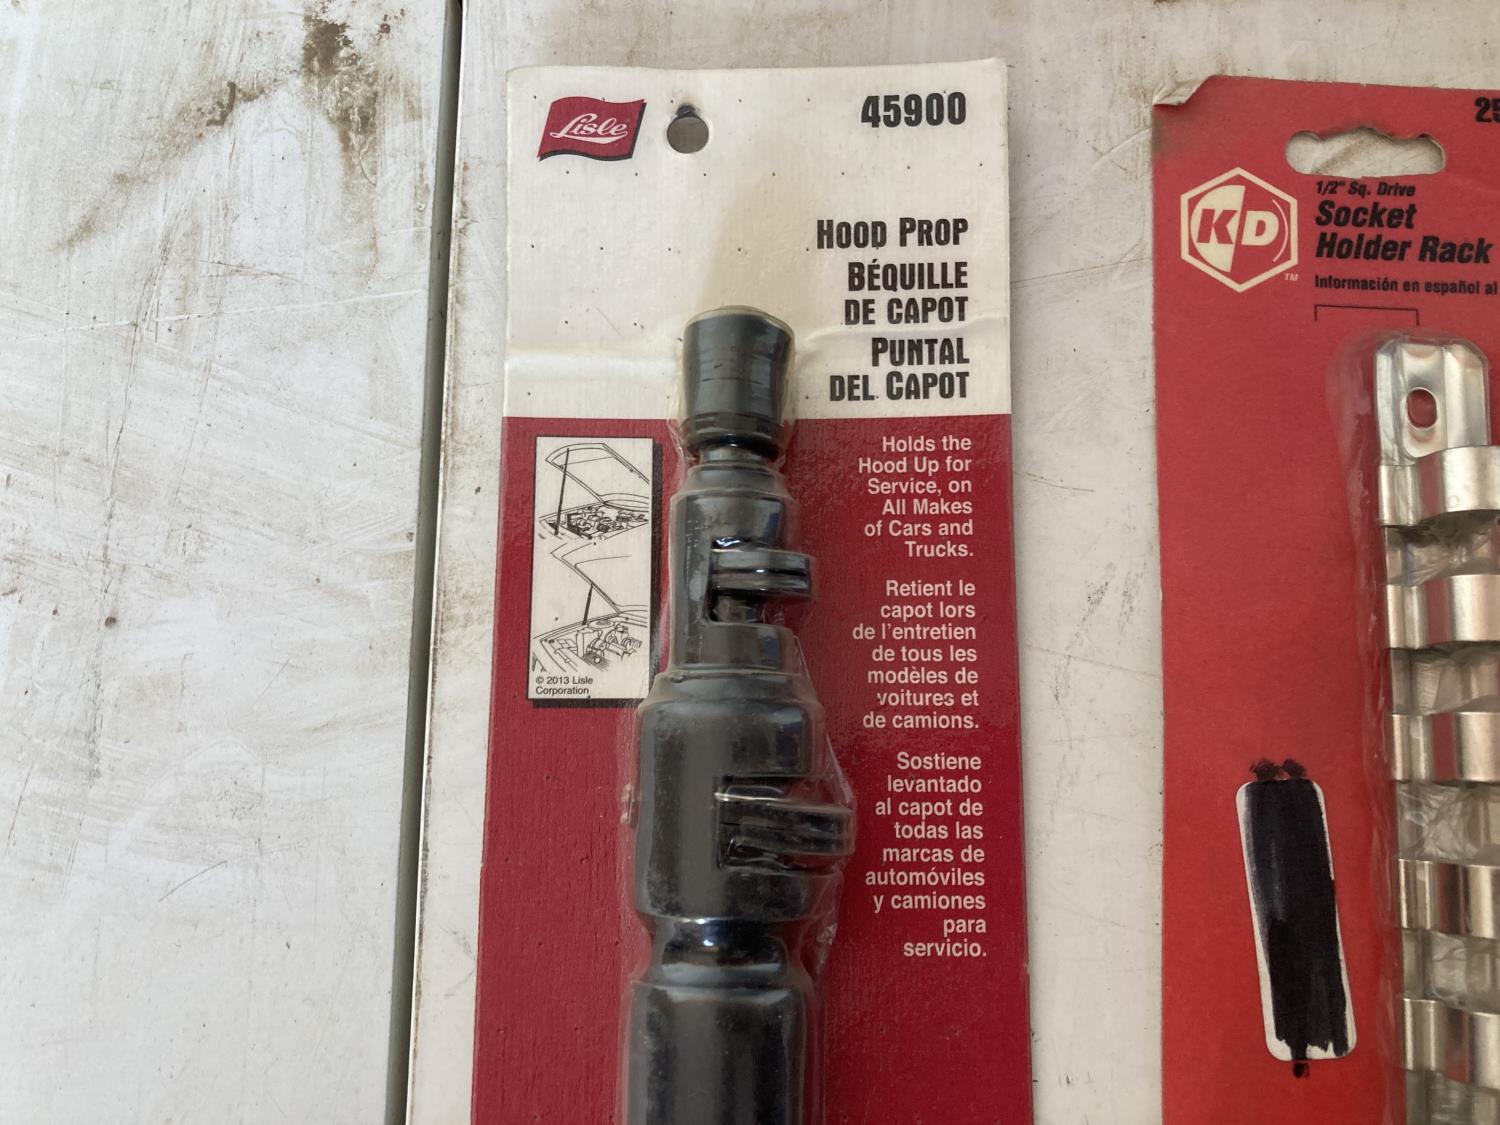 Lisle
45900
HOOD PROP
BÉQUILLE
DE CAPOT
PUNTAL
DEL CAPOT
Holds the
Hood Up for
Service, on
All Makes
of Cars and
Trucks.
Retient le
capot lors
de l'entretien
de tous les
modèles de
voitures et
de camions.
Sostiene
levantado
al capot de
todas las
marcas de
automóviles
y camiones
para
servicio.
© 2013 Lisle
Corporation
KD
TM
1/2" Sq. Drive
Socket
Holder Rack
Información en español al